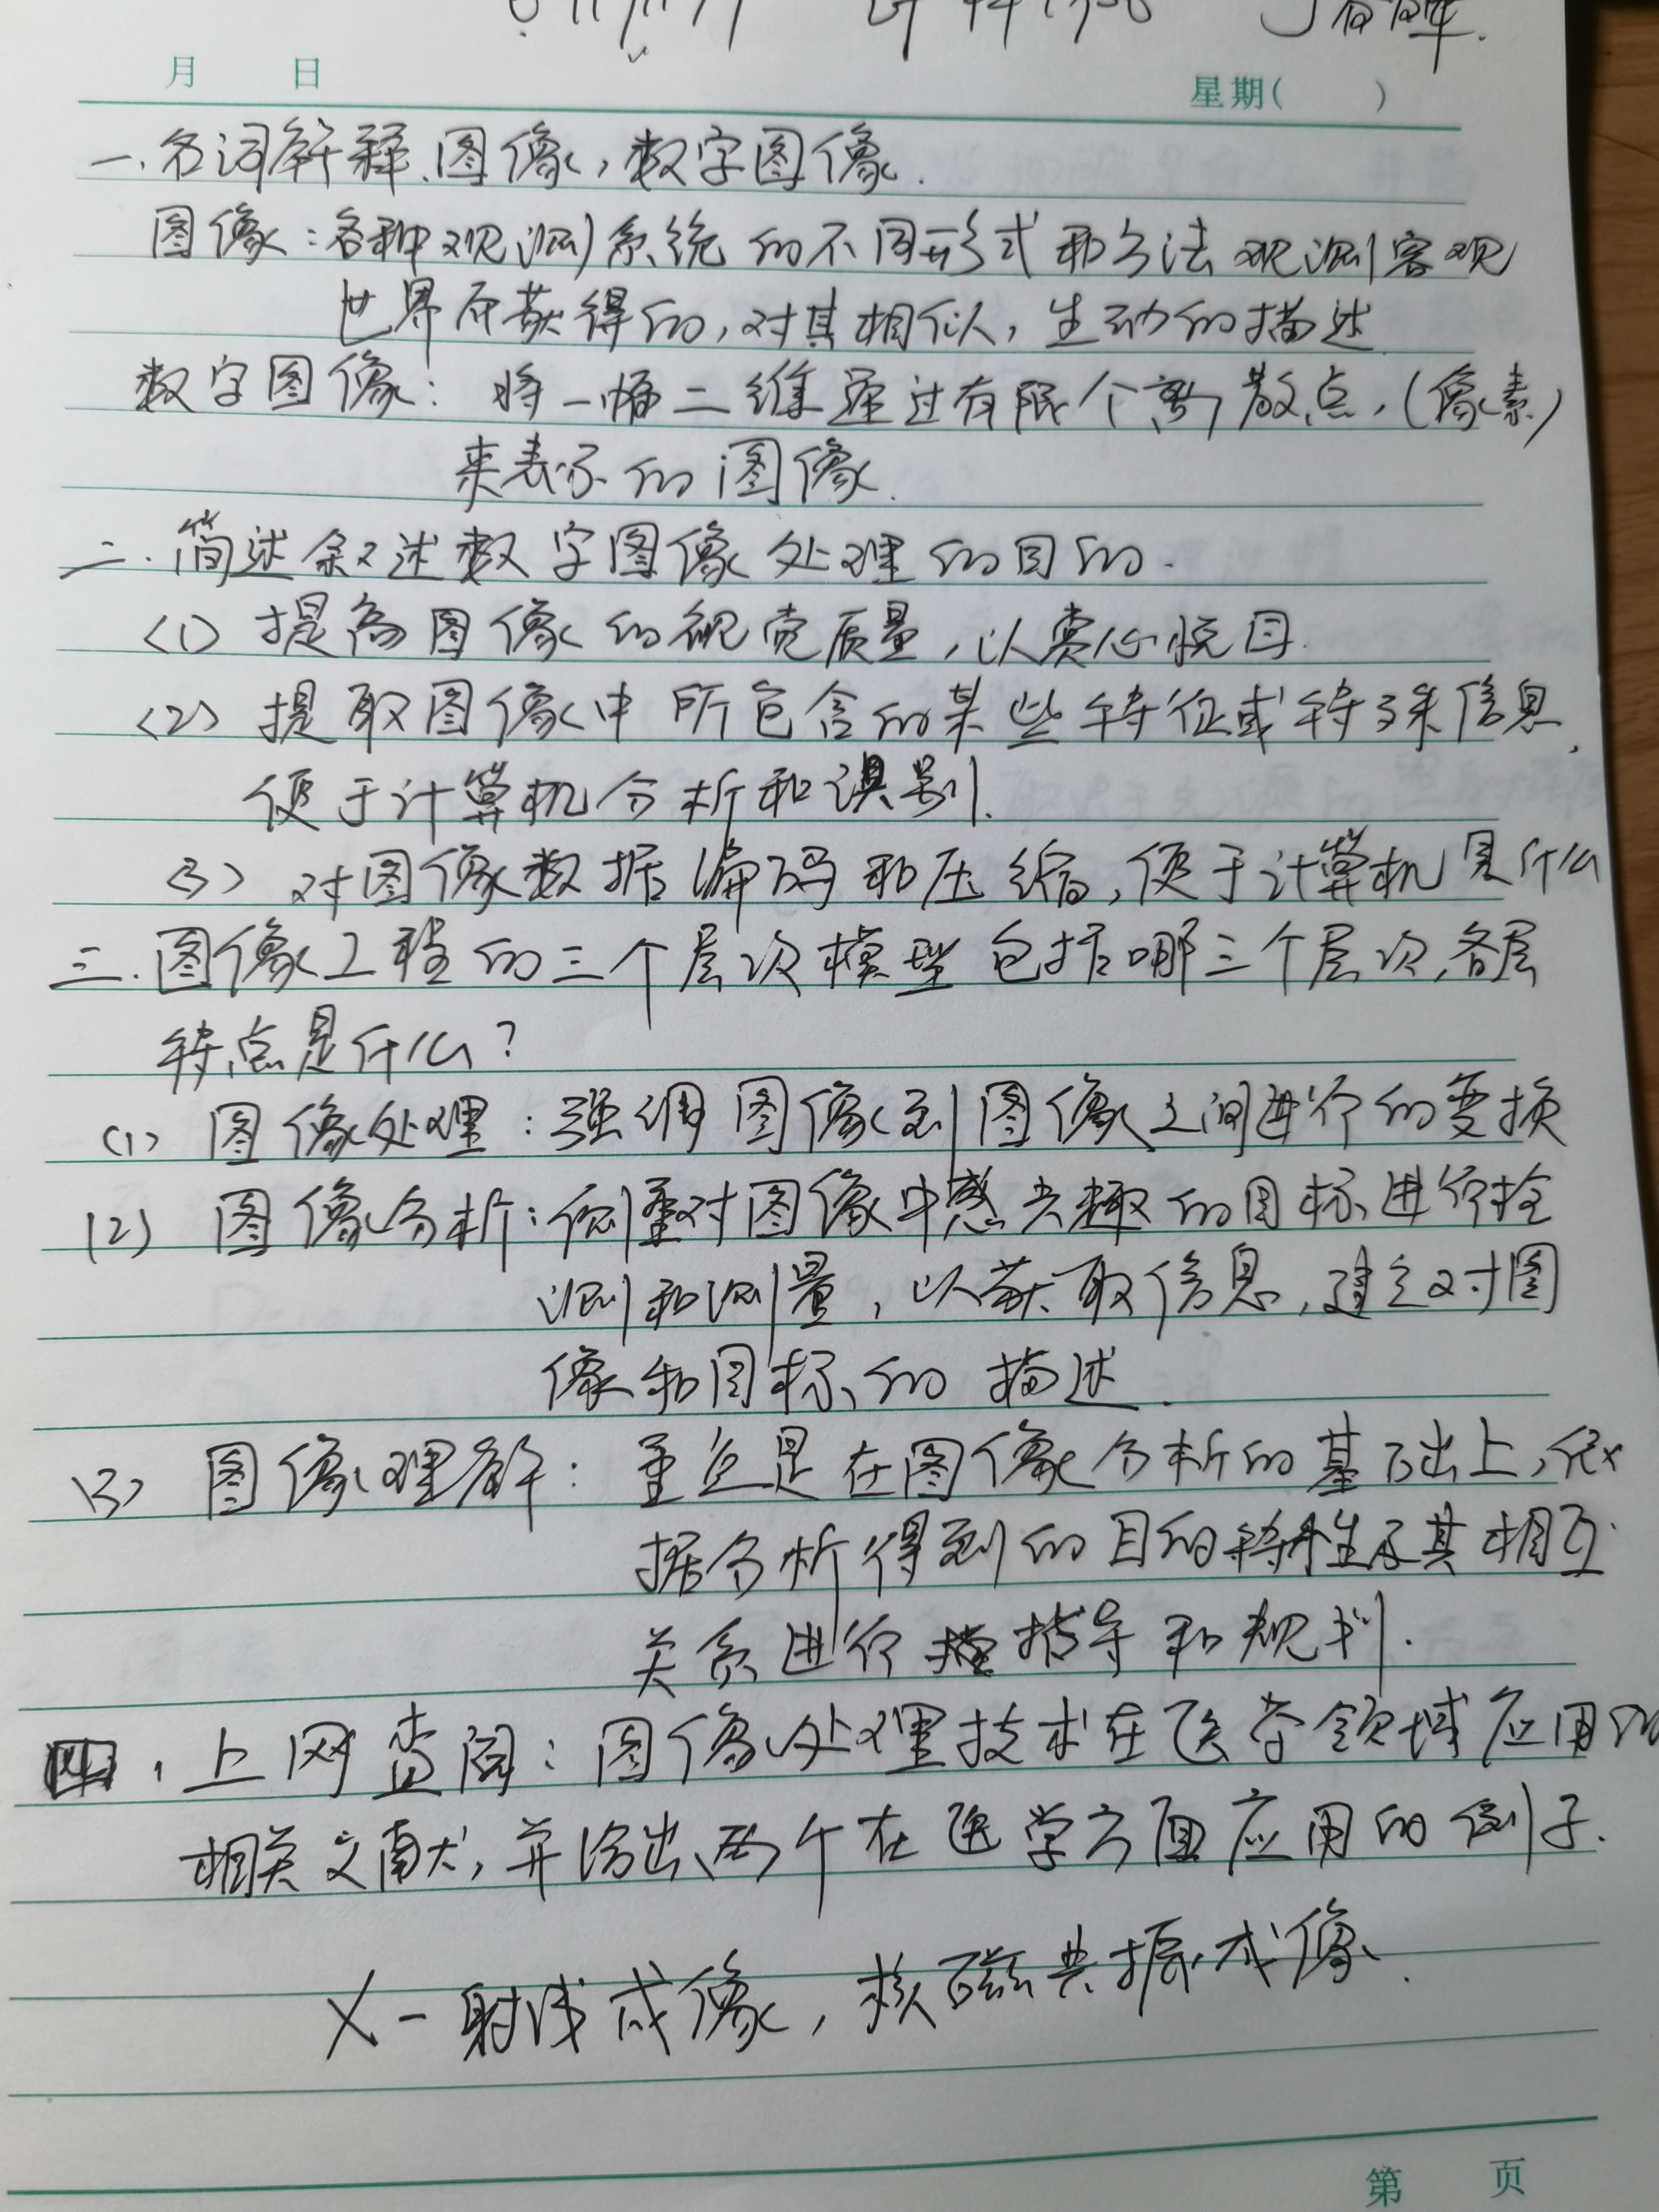 月 日 星期( )
一.名词解释.图像,数字图像.
图像:各种观测系统的不同形式和方法观测客观
世界所获得的,对其相似,生动的描述
数字图像: 将一幅二维通过有限个离散点,(像素)
来表示的图像.
二.简述叙述数字图像处理的目的.
(1) 提高图像的视觉质量,以赏心悦目.
(2) 提取图像中所包含的某些特征或特殊信息,
便于计算机分析和误别.
(3) 对图像数据编码和压缩,便于计算机是什么
三.图像工程的三个层次模型包括哪三个层次,各层
特点是什么?
(1) 图像处理:强调图像到图像之间进行的变换
(2) 图像分析:侧重对图像中感兴趣的目标进行检
测和测量,以获取信息,建立对图
像和目标的描述.
(3) 图像理解: 重点是在图像分析的基础上,依
据分析得到的目的特性及其相互
关系进行指导和规划.
四,上网查阅:图像处理技术在医学领域应用的
相关文献,并给出两个在医学方面应用的例子.
X-射线成像,核磁共振成像.
第 页